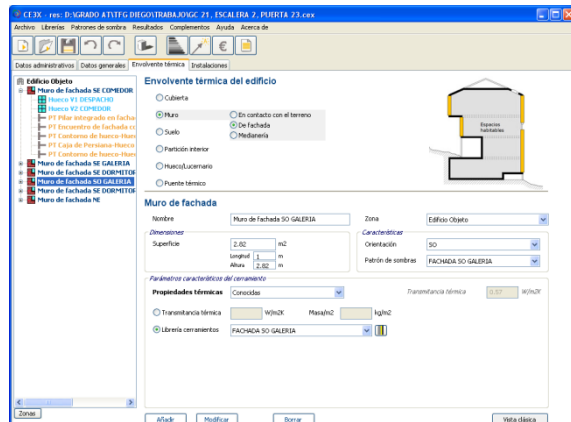 CE3X - res: D:\GRADO AT\TFG DIEGO\TRABAJO\GC 21, ESCALERA 2, PUERTA 23.cex
Archivo Librerías Patrones de sombra Resultados Complementos Ayuda Acerca de
Datos administrativos Datos generales Envolvente térmica Instalaciones
Edificio Objeto
Muro de fachada SE COMEDOR
Hueco V1 DESPACHO
Hueco V2 COMEDOR
PT Pilar integrado en facha
PT Encuentro de fachada co
PT Contorno de hueco-Huec
PT Caja de Persiana-Hueco
PT Contorno de hueco-Huec
Muro de fachada SE GALERIA
Muro de fachada SE DORMITOR
Muro de fachada SO GALERIA
Muro de fachada SE DORMITOR
Muro de fachada NE
Zonas
Envolvente térmica del edificio
Cubierta
Muro
En contacto con el terreno
De fachada
Medianería
Suelo
Partición interior
Hueco/Lucernario
Puente térmico
Espacios
habitables
Muro de fachada
Nombre Muro de fachada SO GALERIA Zona Edificio Objeto
Dimensiones Características
Superficie 2.82 m2 Orientación SO
Longitud 1 m
Altura 2.82 m Patrón de sombras FACHADA SO GALERIA
Parámetros característicos del cerramiento
Propiedades térmicas Conocidas Transmitancia térmica 0.67 W/m2K
Transmitancia térmica W/m2K Masa/m2 kg/m2
Librería cerramientos FACHADA SO GALERIA
Añadir Modificar Borrar Vista clásica